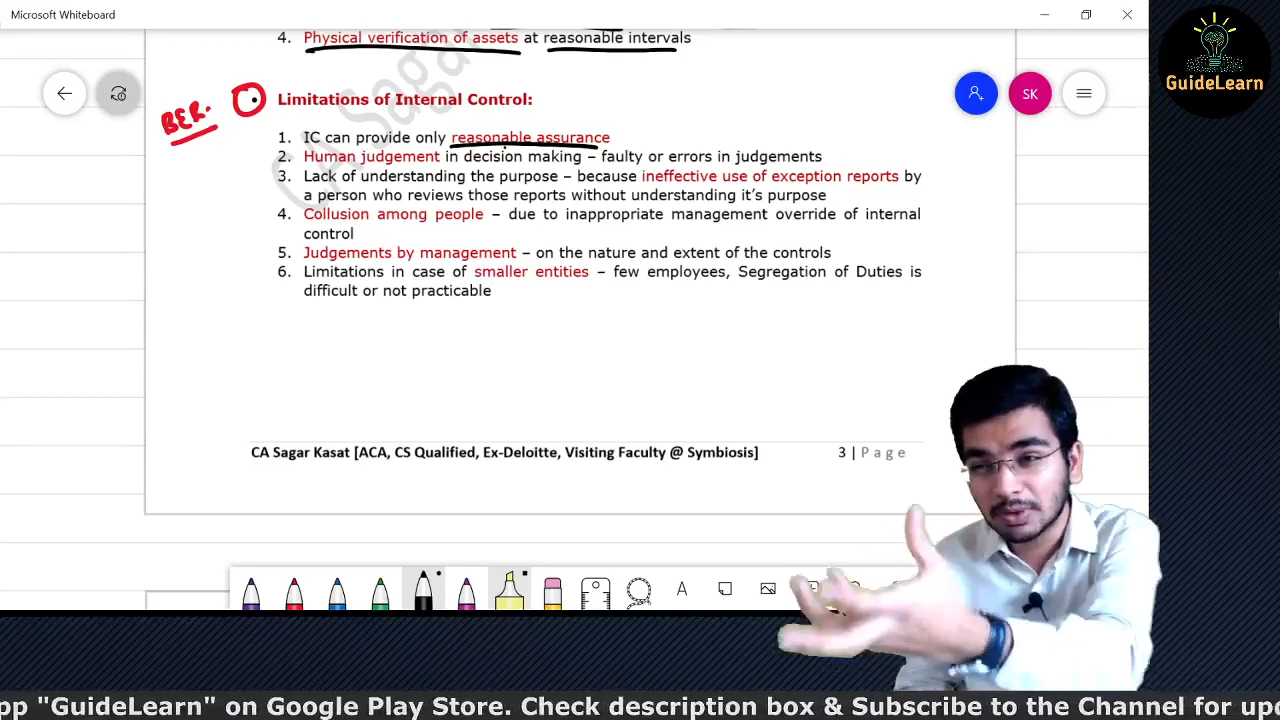 Microsoft Whiteboard
GuideLearn
4. Physical verification of assets at reasonable intervals
CA Sagar
BER.
SK
Limitations of Internal Control:
1. IC can provide only reasonable assurance
2. Human judgement in decision making – faulty or errors in judgements
3. Lack of understanding the purpose – because ineffective use of exception reports by
a person who reviews those reports without understanding it's purpose
4. Collusion among people – due to inappropriate management override of internal
control
5. Judgements by management – on the nature and extent of the controls
6. Limitations in case of smaller entities – few employees, Segregation of Duties is
difficult or not practicable
CA Sagar Kasat [ACA, CS Qualified, Ex-Deloitte, Visiting Faculty @ Symbiosis] 3 | Page
A
pp "GuideLearn" on Google Play Store. Check description box & Subscribe to the Channel for upd